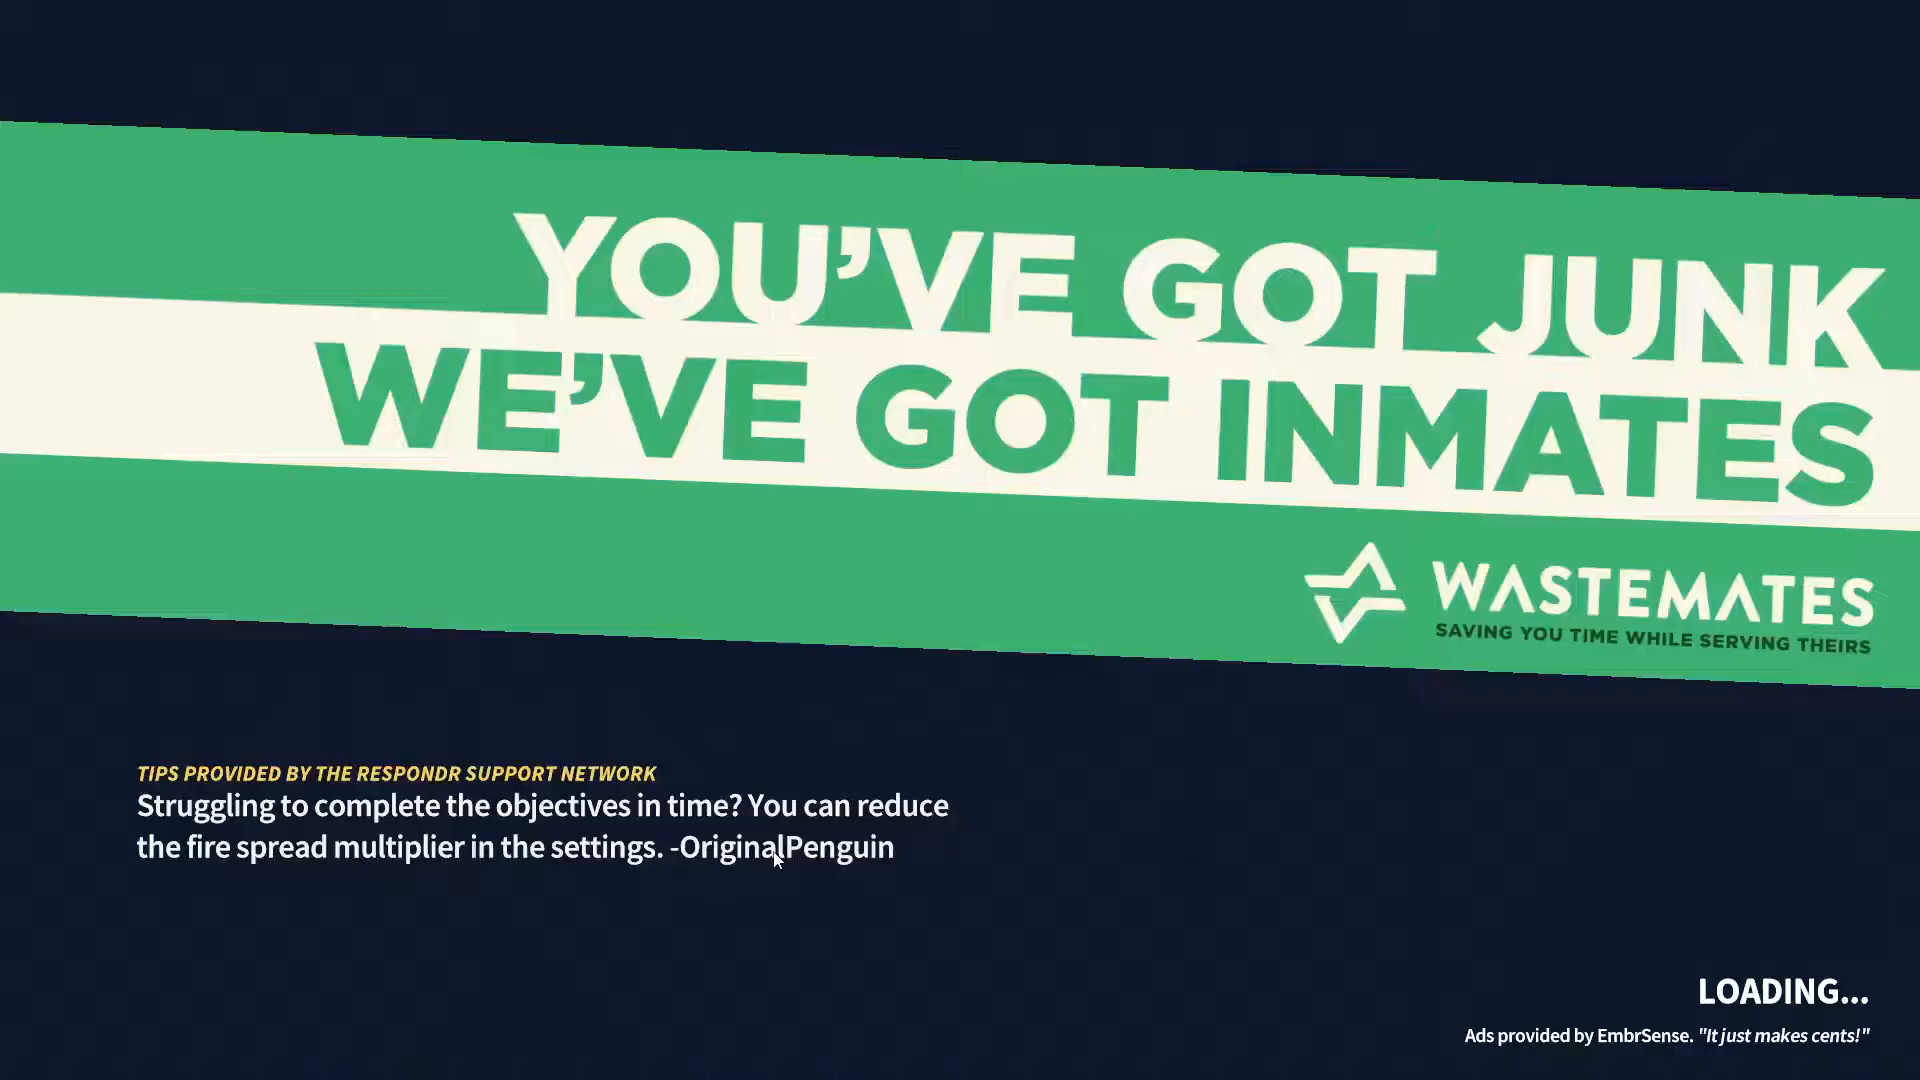 YOU’VE GOT JUNK
WE’VE GOT INMATES
WASTEMATES
SAVING YOU TIME WHILE SERVING THEIRS
TIPS PROVIDED BY THE RESPONDR SUPPORT NETWORK
Struggling to complete the objectives in time? You can reduce
the fire spread multiplier in the settings. -OriginalPenguin
LOADING...
Ads provided by EmbrSense. "It just makes cents!"